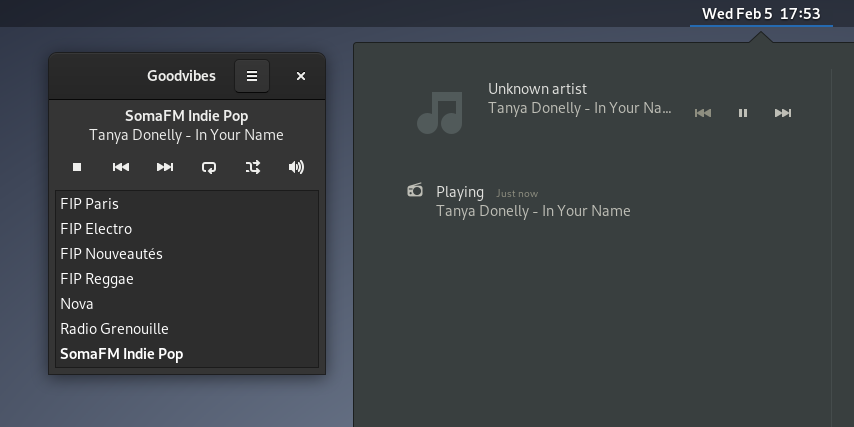 Wed Feb 5 17:53
Goodvibes
SomaFM Indie Pop
Tanya Donelly - In Your Name
FIP Paris
FIP Electro
FIP Nouveautés
FIP Reggae
Nova
Radio Grenouille
SomaFM Indie Pop
Unknown artist
Tanya Donelly - In Your Na...
Playing Just now
Tanya Donelly - In Your Name